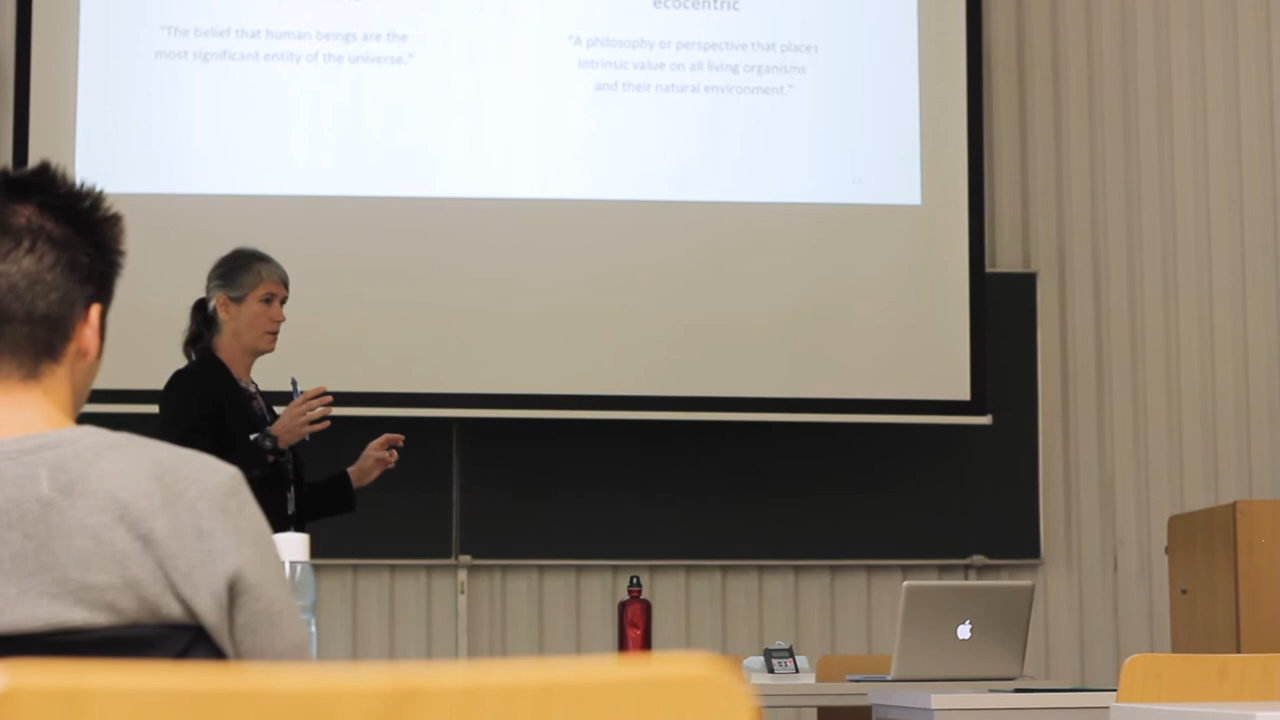 ecocentric
"The belief that human beings are the
most significant entity of the universe."
"A philosophy or perspective that places
intrinsic value on all living organisms
and their natural environment."